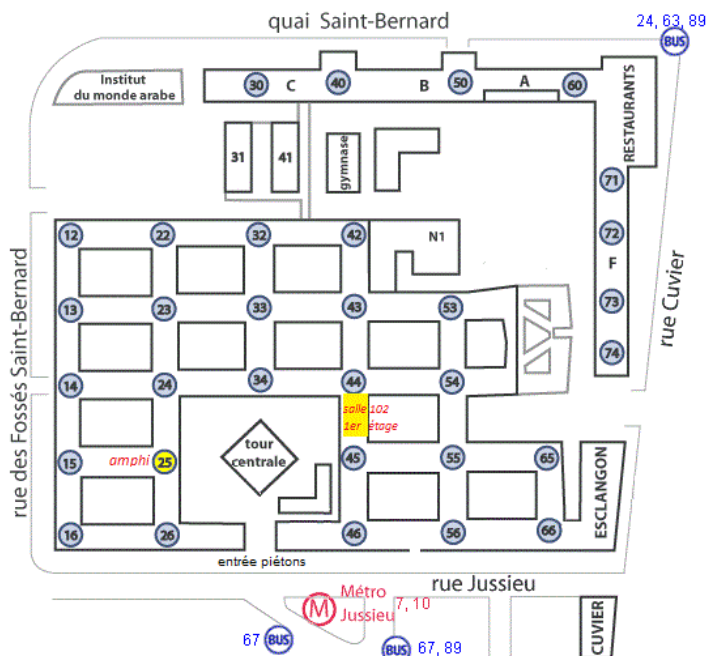 quai Saint-Bernard
24, 63, 89
BUS
Institut
du monde arabe
30
C
40
B
50
A
60
RESTAURANTS
31
41
gymnase
71
12
22
32
42
N1
72
F
rue des Fossés Saint-Bernard
rue Cuvier
13
23
33
43
53
73
74
14
24
34
44
54
salle 102
1er étage
tour
centrale
15
amphi 25
45
55
65
ESCLANGON
16
26
46
56
66
entrée piétons
rue Jussieu
M
Métro
Jussieu
7, 10
67 BUS
BUS 67, 89
CUVIER